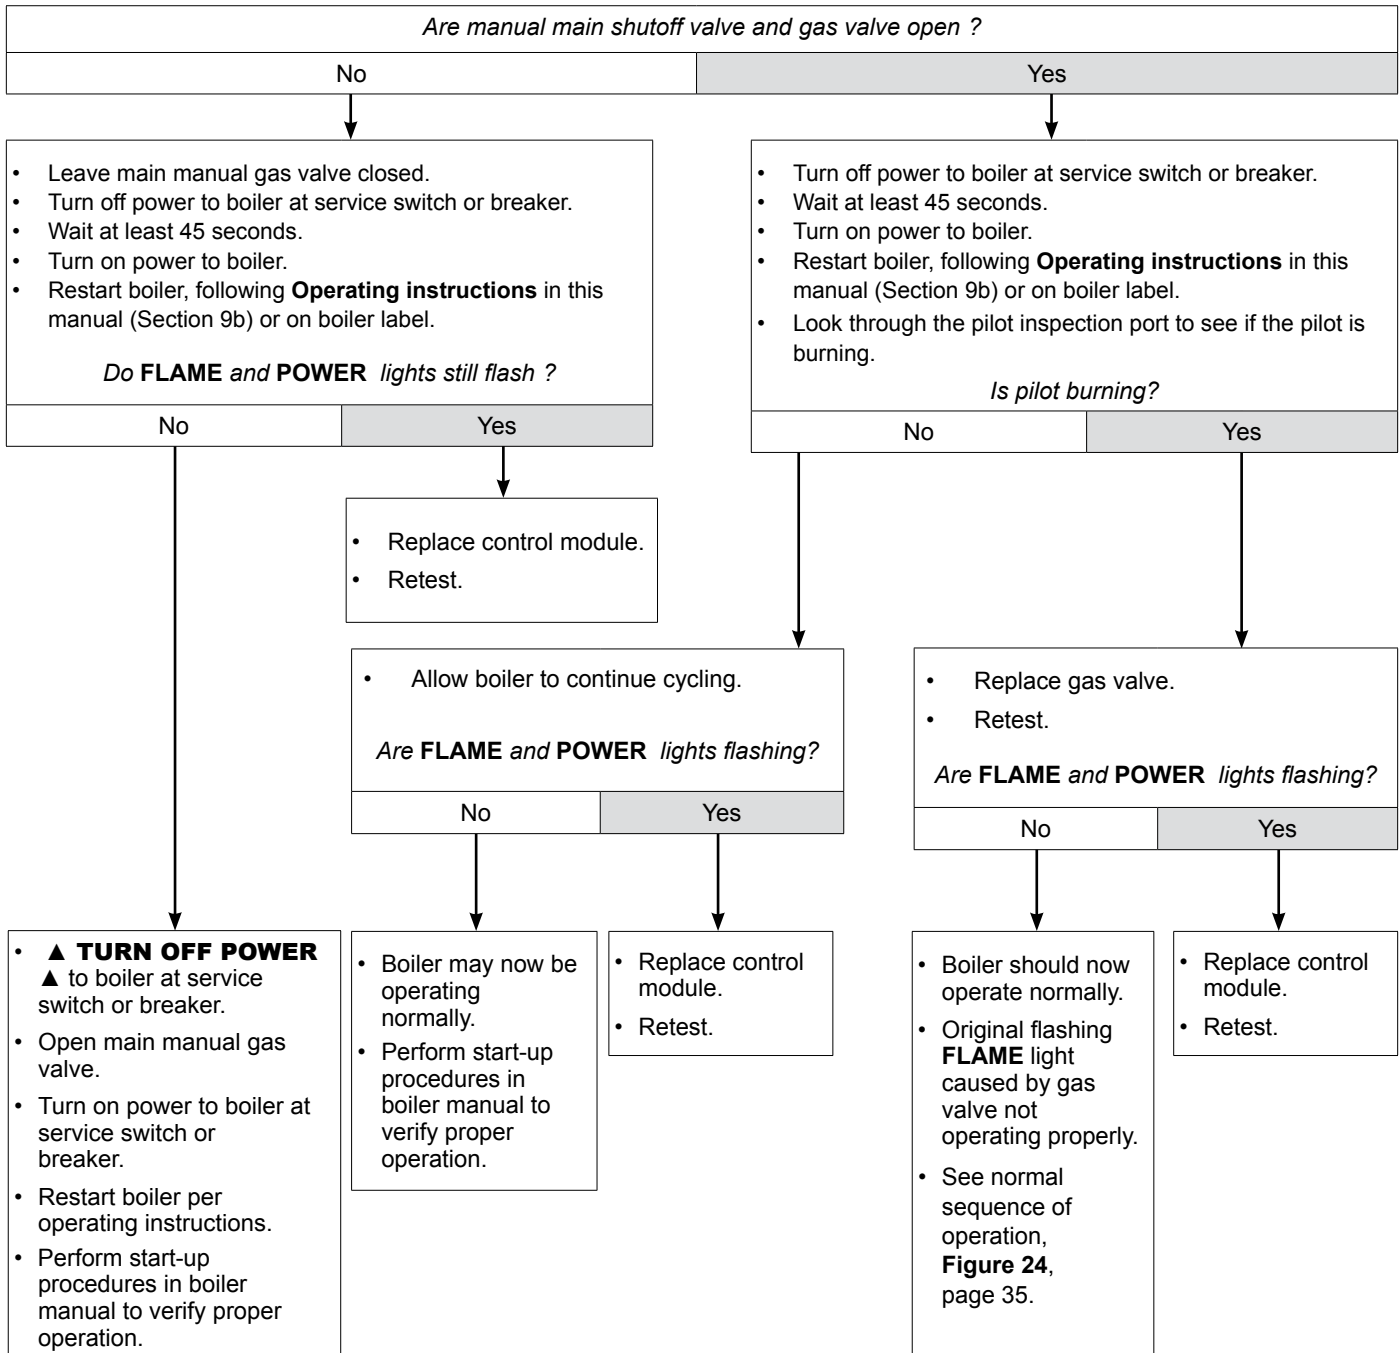 Are manual main shutoff valve and gas valve open ?
No
Yes
• Leave main manual gas valve closed.
• Turn off power to boiler at service switch or breaker.
• Wait at least 45 seconds.
• Turn on power to boiler.
• Restart boiler, following Operating instructions in this
manual (Section 9b) or on boiler label.
Do FLAME and POWER lights still flash ?
No
Yes
• Turn off power to boiler at service switch or breaker.
• Wait at least 45 seconds.
• Turn on power to boiler.
• Restart boiler, following Operating instructions in this
manual (Section 9b) or on boiler label.
• Look through the pilot inspection port to see if the pilot is
burning.
Is pilot burning?
No
Yes
• Replace control module.
• Retest.
• Allow boiler to continue cycling.
Are FLAME and POWER lights flashing?
No
Yes
• Replace gas valve.
• Retest.
Are FLAME and POWER lights flashing?
No
Yes
• ▲ TURN OFF POWER
▲ to boiler at service
switch or breaker.
• Open main manual gas
valve.
• Turn on power to boiler at
service switch or
breaker.
• Restart boiler per
operating instructions.
• Perform start-up
procedures in boiler
manual to verify proper
operation.
• Boiler may now be
operating
normally.
• Perform start-up
procedures in
boiler manual to
verify proper
operation.
• Replace control
module.
• Retest.
• Boiler should now
operate normally.
• Original flashing
FLAME light
caused by gas
valve not
operating properly.
• See normal
sequence of
operation,
Figure 24,
page 35.
• Replace control
module.
• Retest.